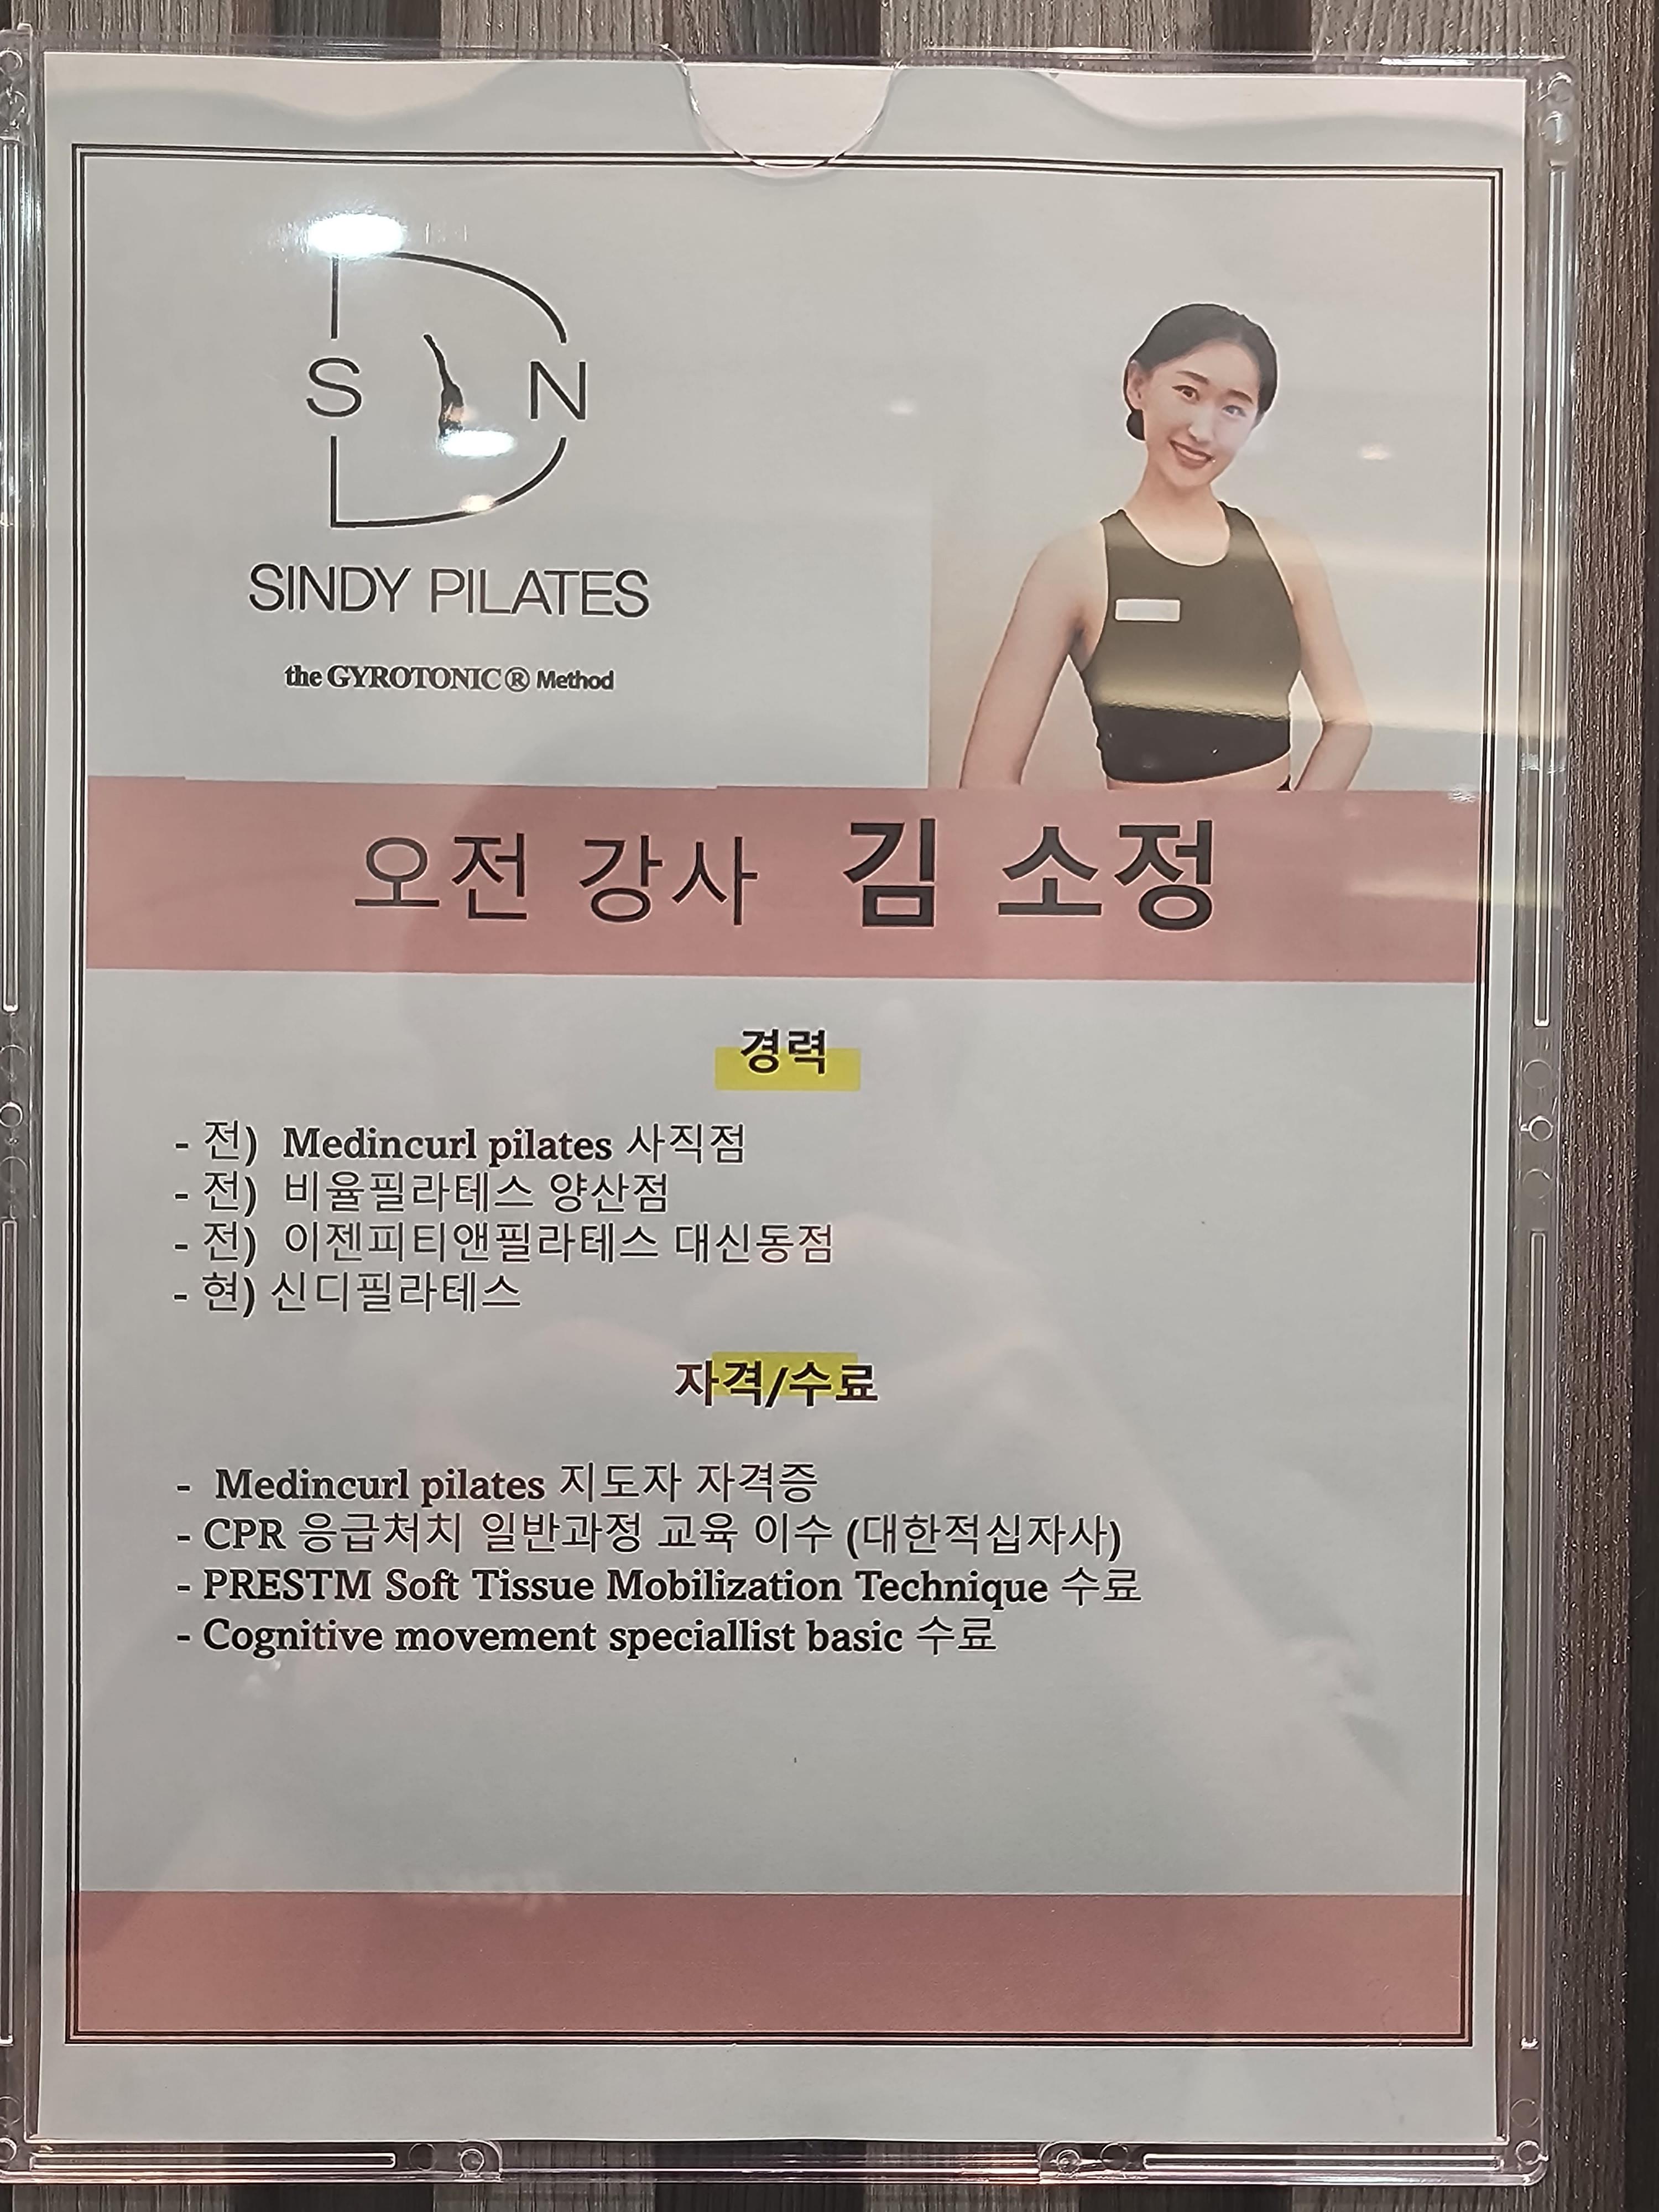 S N
SINDY PILATES
the GYROTONIC® Method
오전 강사 김 소정
경력
- 전) Medincurl pilates 사직점
- 전) 비율필라테스 양산점
- 전) 이젠피티앤필라테스 대신동점
- 현) 신디필라테스
자격/수료
- Medincurl pilates 지도자 자격증
- CPR 응급처치 일반과정 교육 이수 (대한적십자사)
- PRESTM Soft Tissue Mobilization Technique 수료
- Cognitive movement speciallist basic 수료